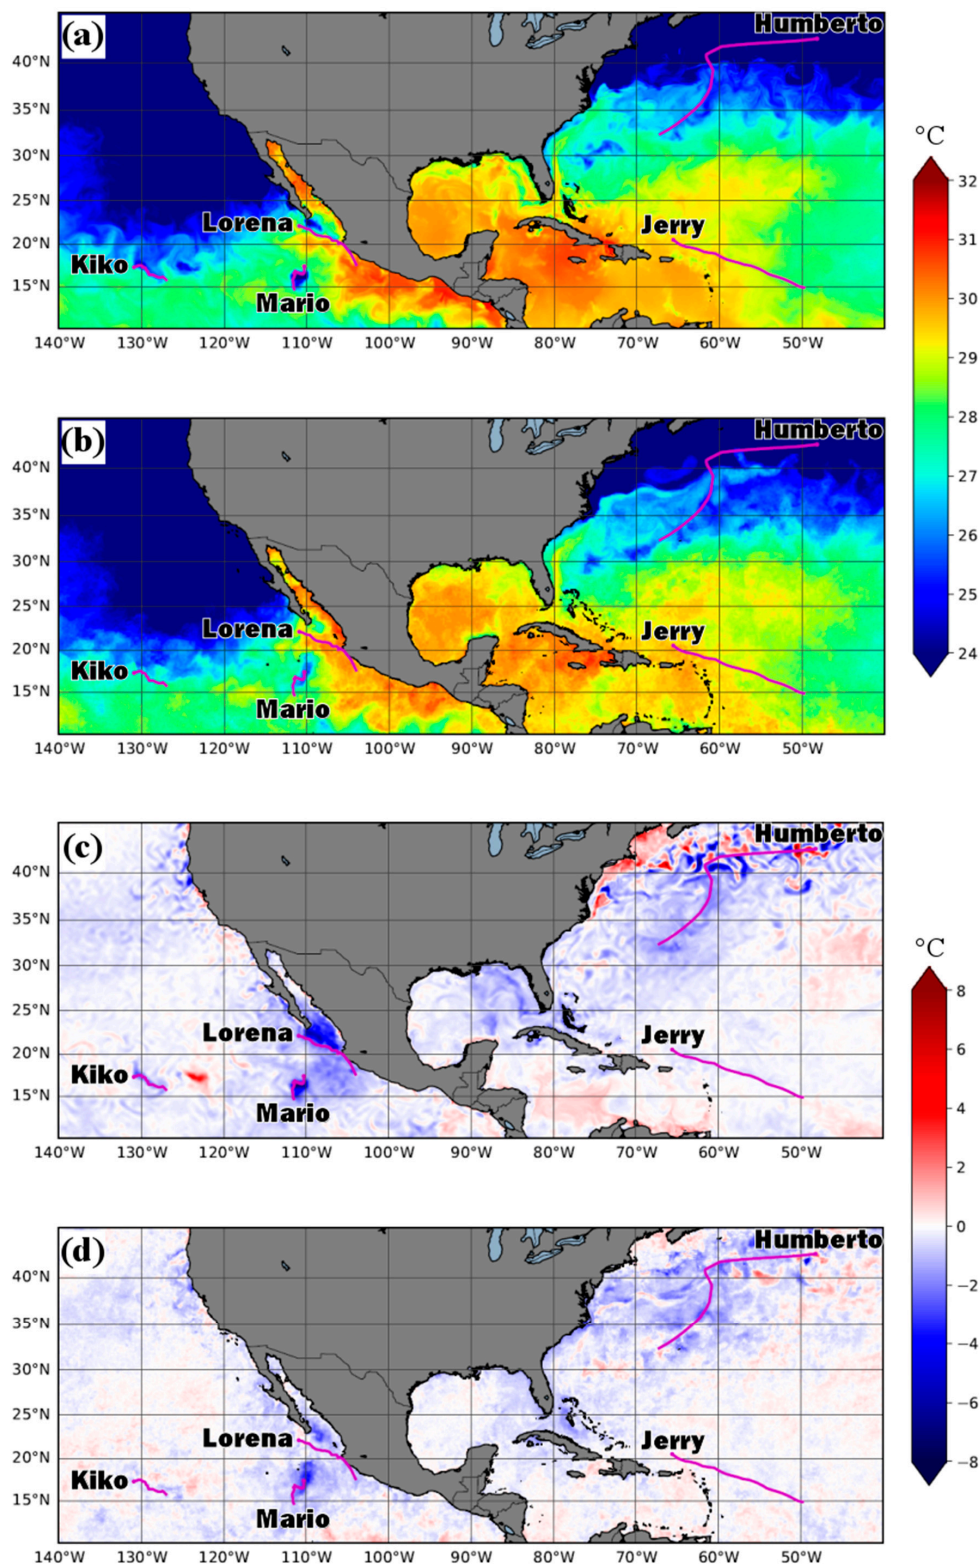 (a)
Humberto
40°N
35°N
30°N
25°N
20°N
15°N
Lorena
Jerry
Kiko
Mario
140°W 130°W 120°W 110°W 100°W 90°W 80°W 70°W 60°W 50°W
(b)
Humberto
40°N
35°N
30°N
25°N
20°N
15°N
Lorena
Jerry
Kiko
Mario
140°W 130°W 120°W 110°W 100°W 90°W 80°W 70°W 60°W 50°W
°C
32
31
30
29
28
27
26
25
24
(c)
Humberto
40°N
35°N
30°N
25°N
20°N
15°N
Lorena
Jerry
Kiko
Mario
140°W 130°W 120°W 110°W 100°W 90°W 80°W 70°W 60°W 50°W
(d)
Humberto
40°N
35°N
30°N
25°N
20°N
15°N
Lorena
Jerry
Kiko
Mario
140°W 130°W 120°W 110°W 100°W 90°W 80°W 70°W 60°W 50°W
°C
8
6
4
2
0
−2
−4
−6
−8